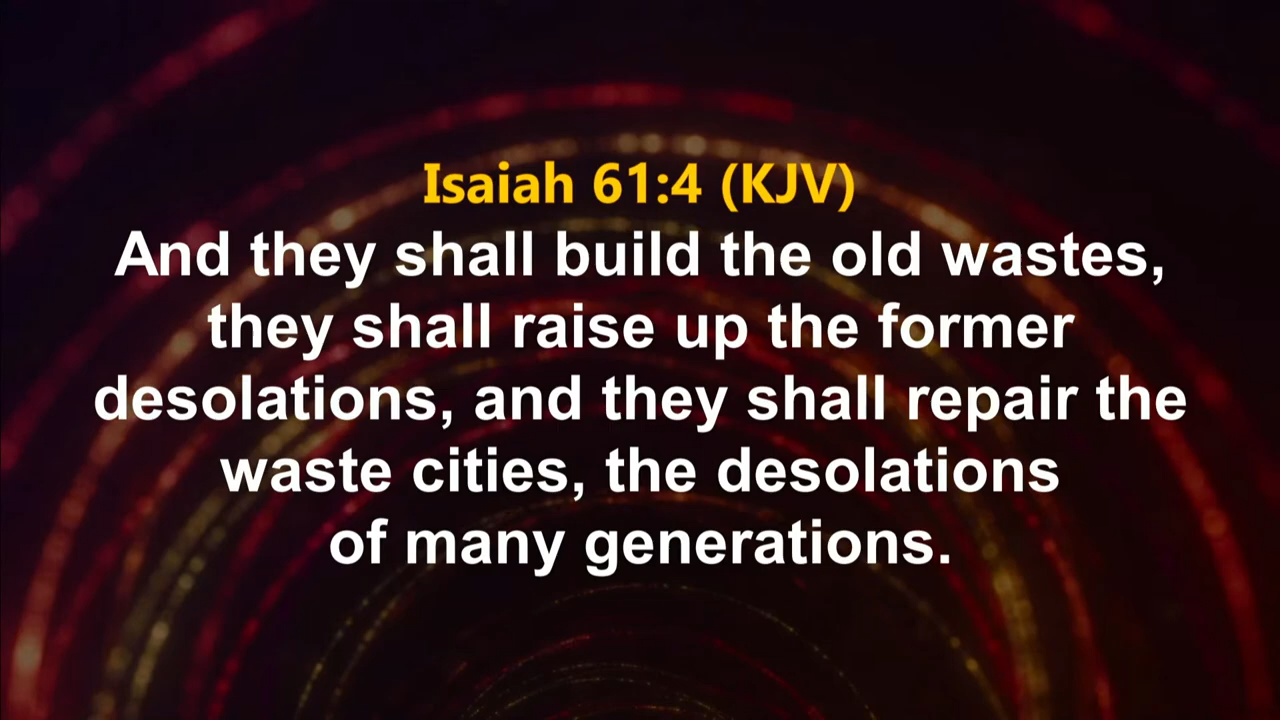 Isaiah 61:4 (KJV)
And they shall build the old wastes,
they shall raise up the former
desolations, and they shall repair the
waste cities, the desolations
of many generations.